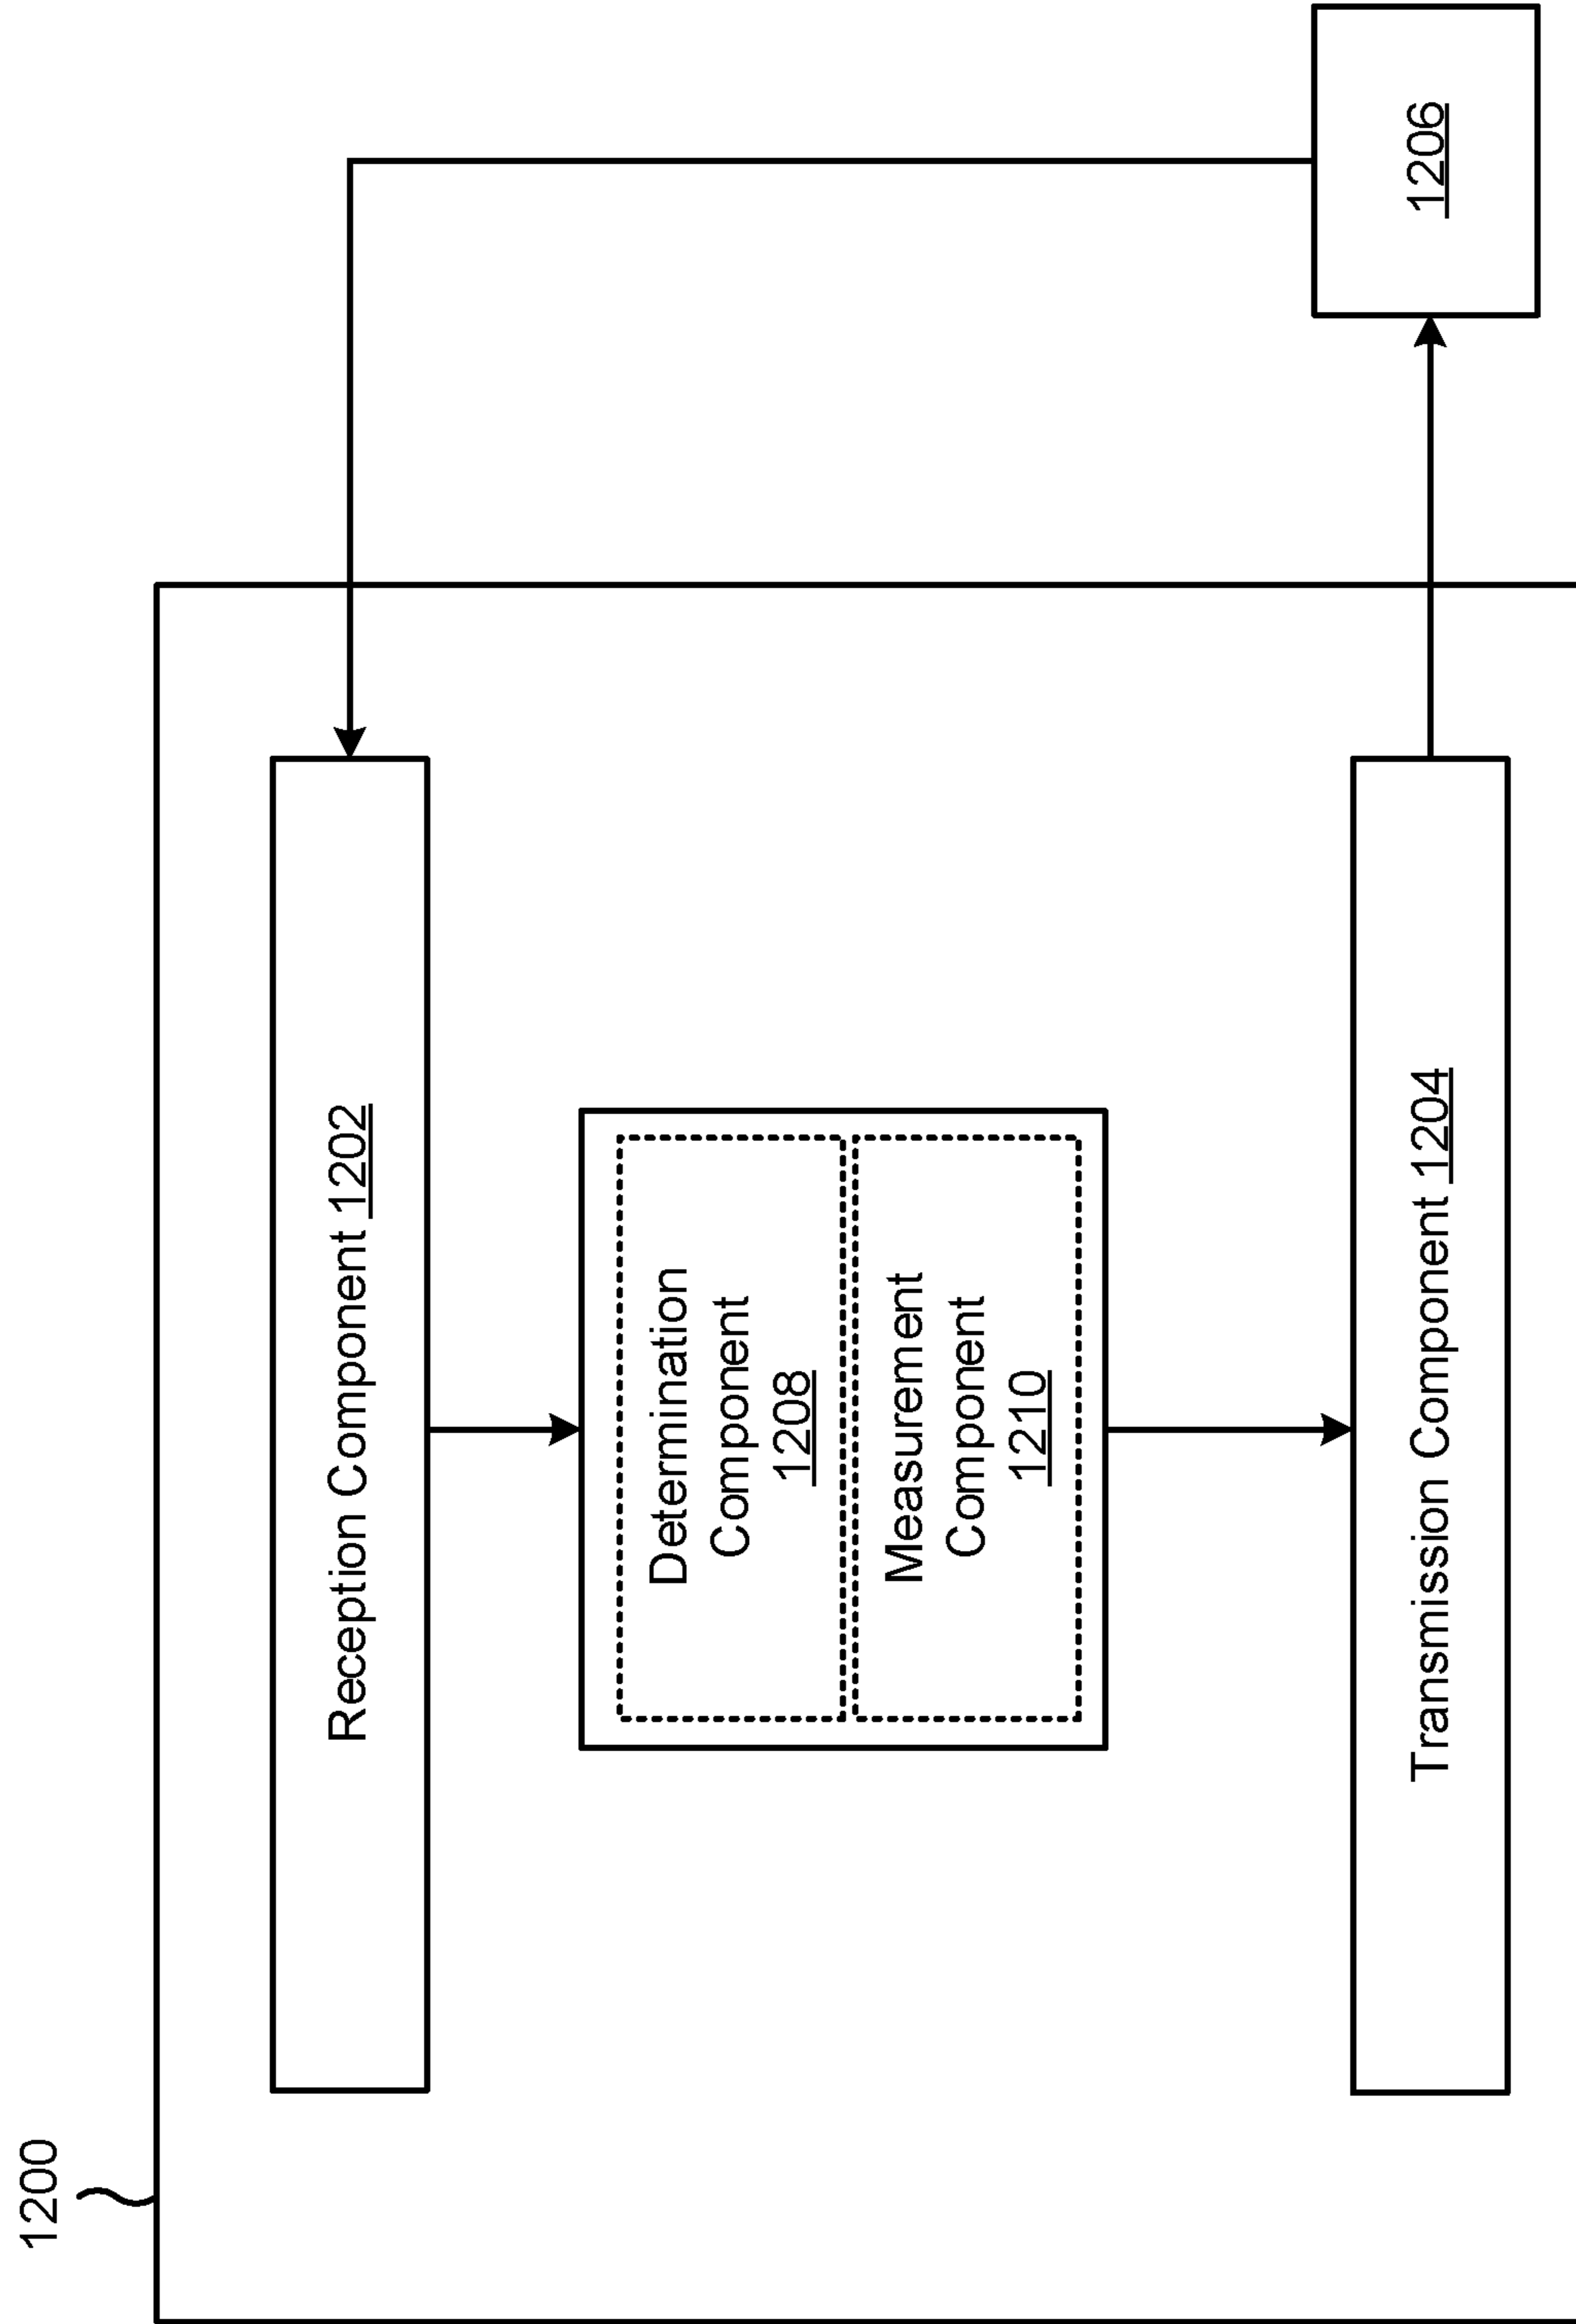 1200
Reception Component 1202
Determination
Component
1208
Measurement
Component
1210
Transmission Component 1204
1206